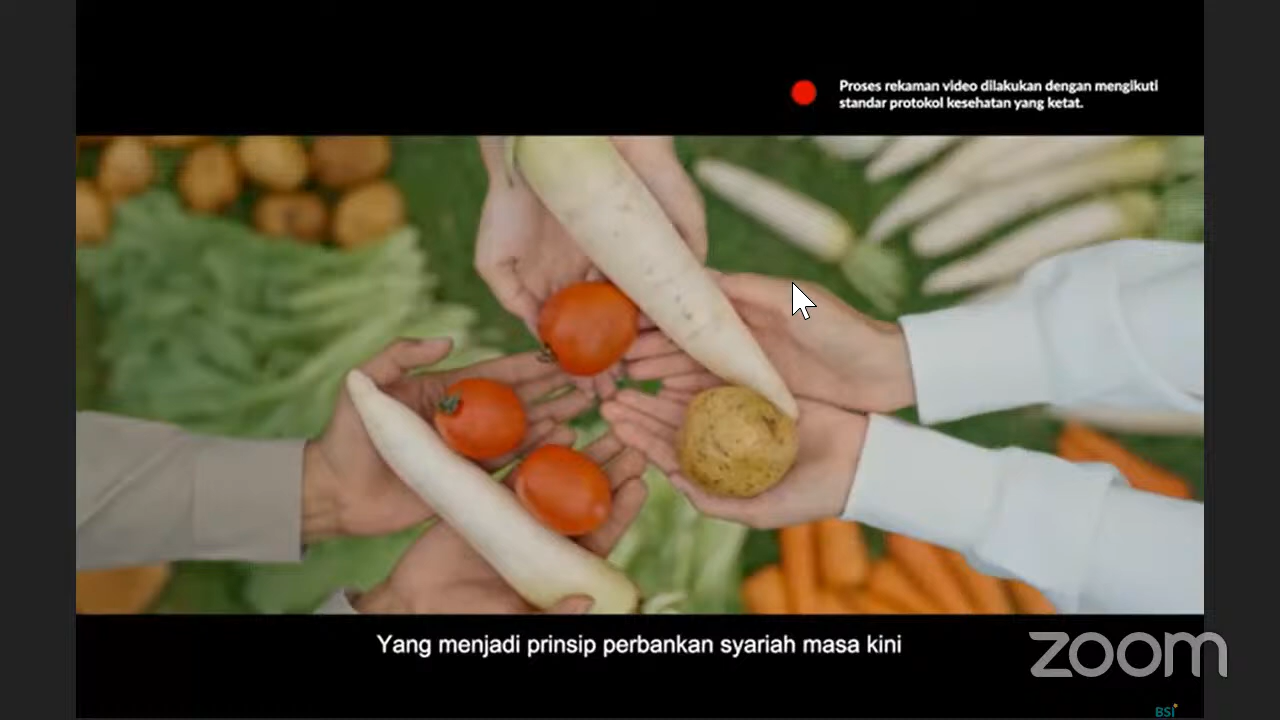 Proses rekaman video dilakukan dengan mengikuti
standar protokol kesehatan yang ketat.
Yang menjadi prinsip perbankan syariah masa kini
zoom
BSI